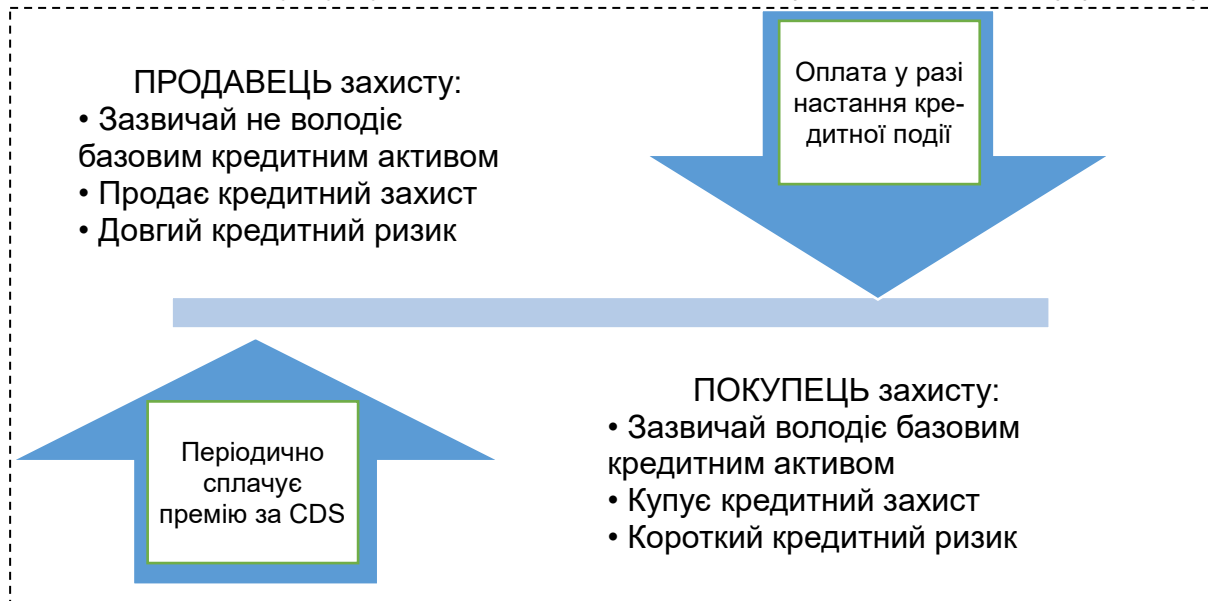 ПРОДАВЕЦЬ захисту:
• Зазвичай не володіє
базовим кредитним активом
• Продає кредитний захист
• Довгий кредитний ризик
Оплата у разі
настання кре-
дитної події
Періодично
сплачує
премію за CDS
ПОКУПЕЦЬ захисту:
• Зазвичай володіє базовим
кредитним активом
• Купує кредитний захист
• Короткий кредитний ризик